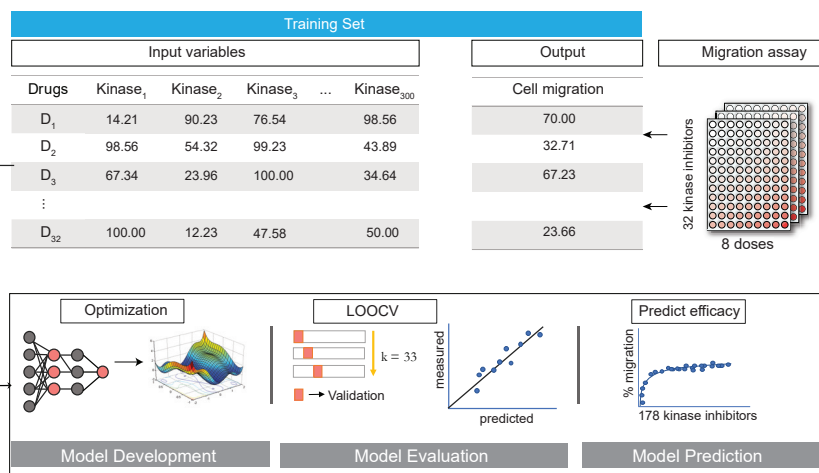 Training Set
Input variables
Output
Migration assay
Drugs Kinase1 Kinase2 Kinase3 ... Kinase300
Cell migration
D1 14.21 90.23 76.54 98.56 70.00
D2 98.56 54.32 99.23 43.89 32.71
D3 67.34 23.96 100.00 34.64 67.23
⋮
D32 100.00 12.23 47.58 50.00 23.66
32 kinase inhibitors
8 doses
Optimization
LOOCV
Predict efficacy
k = 33
Validation
measured
predicted
% migration
178 kinase inhibitors
Model Development
Model Evaluation
Model Prediction